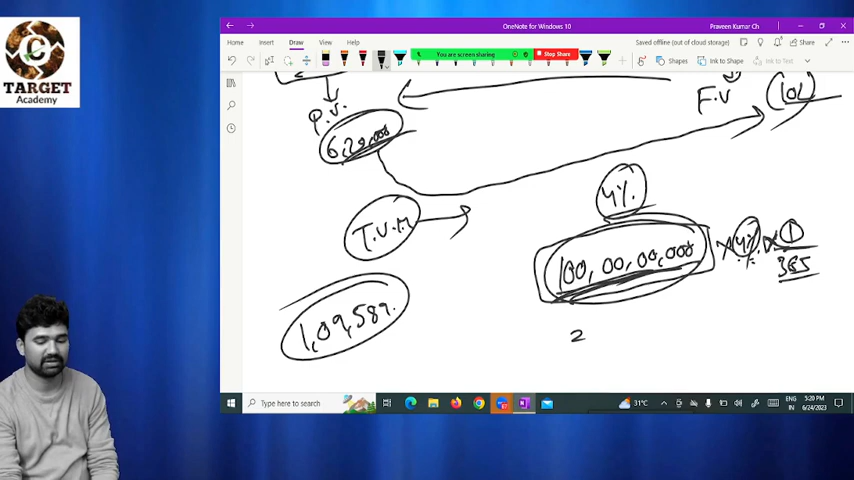 TARGET
Academy
OneNote for Windows 10
Praveen Kumar Ch
Home Insert Draw View Help
You are screen sharing
Stop Share
Saved offline (out of cloud storage)
Share
Shapes
Ink to Shape
Ink to Text
P.V.
F.V
10L
4%
T.V.M
100,00,00,000 × 4% × 1
365
1,09,589.
2
Type here to search
31°C
ENG
IN
5:20 PM
6/24/2023